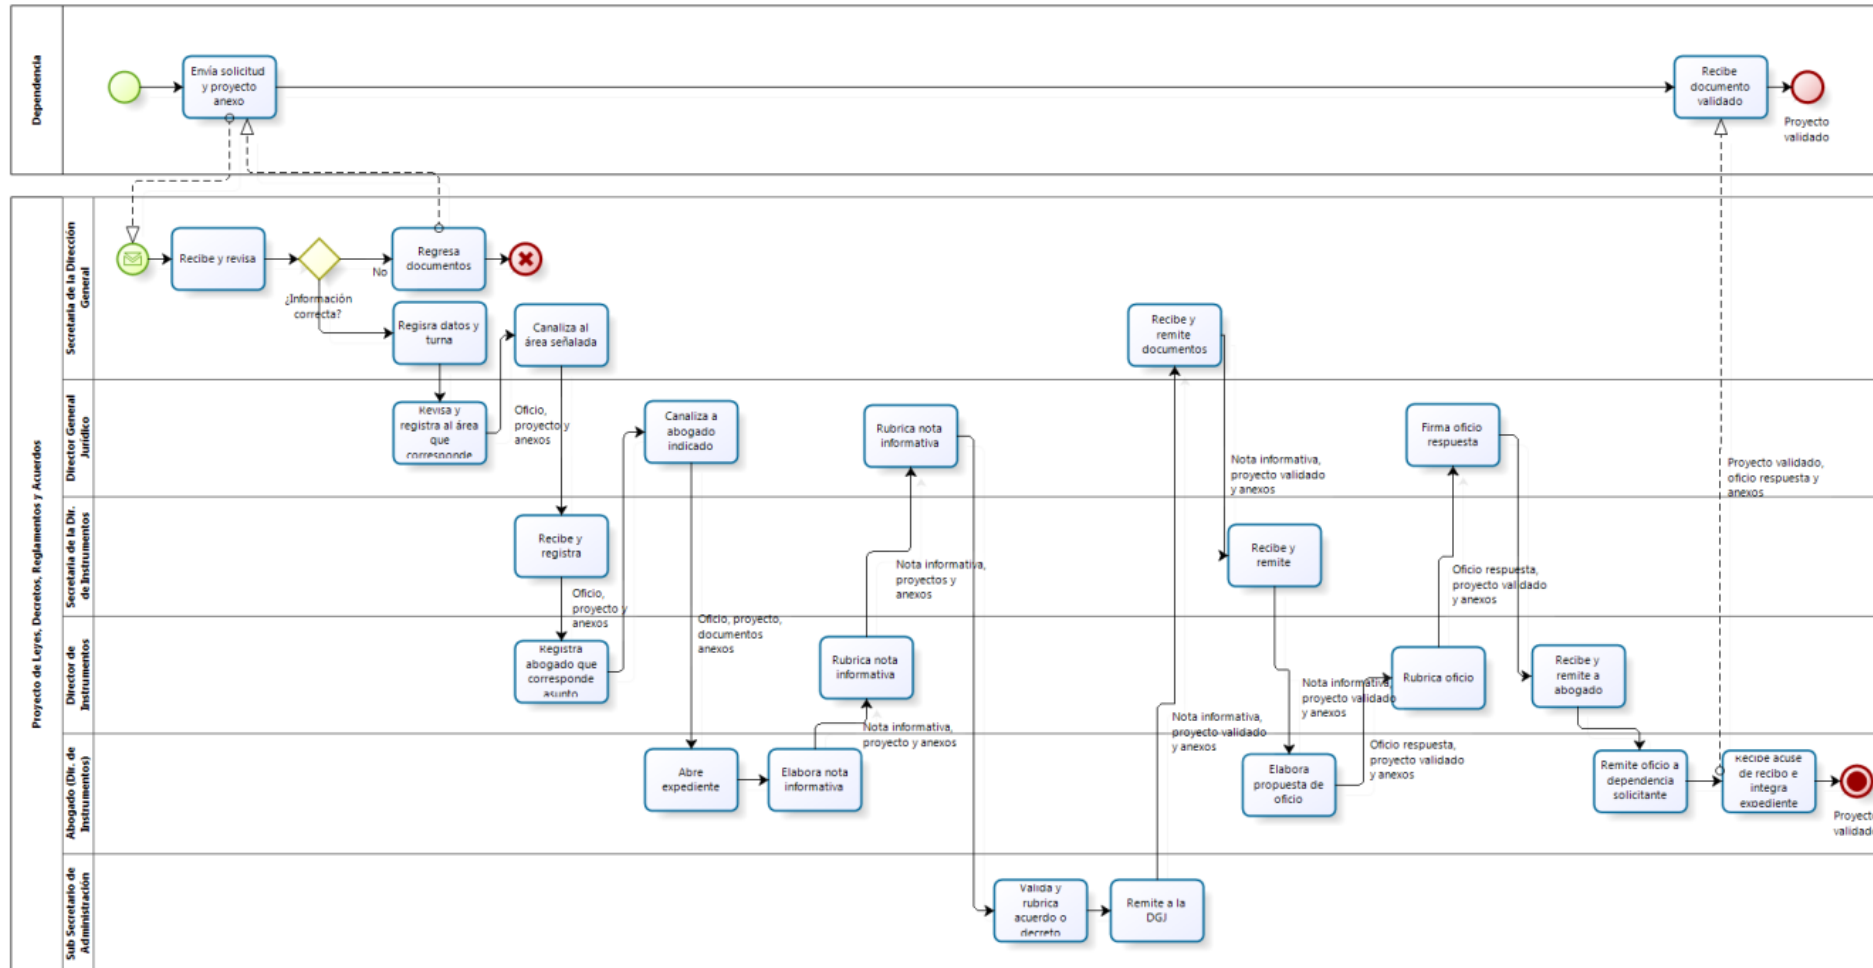 Dependencia
Envía solicitud
y proyecto
anexo
Recibe
documento
validado
Proyecto
validado
Proyecto de Leyes, Decretos, Reglamentos y Acuerdos
Secretaria de la Dirección
General
Recibe y revisa
¿Información
correcta?
No
Regresa
documentos
Regisra datos y
turna
Canaliza al
área señalada
Recibe y
remite
documentos
Director General
Jurídico
Revisa y
registra al área
que
corresponde
Oficio,
proyecto y
anexos
Canaliza a
abogado
indicado
Rubrica nota
informativa
Nota informativa,
proyecto validado
y anexos
Firma oficio
respuesta
Proyecto validado,
oficio respuesta y
anexos
Secretaria de la Dir.
de Instrumentos
Recibe y
registra
Oficio,
proyecto y
anexos
Nota informativa,
proyectos y
anexos
Recibe y
remite
Oficio respuesta,
proyecto validado
y anexos
Director de
Instrumentos
Registra
abogado que
corresponde
asunto
Oficio, proyecto,
documentos
anexos
Rubrica nota
informativa
Nota informativa,
proyecto y anexos
Nota informativa,
proyecto validado
y anexos
Nota informativa,
proyecto validado
y anexos
Rubrica oficio
Recibe y
remite a
abogado
Abogado (Dir. de
Instrumentos)
Abre
expediente
Elabora nota
informativa
Elabora
propuesta de
oficio
Oficio respuesta,
proyecto validado
y anexos
Remite oficio a
dependencia
solicitante
Recibe acuse
de recibo e
integra
expediente
Proyecto
validado
Sub Secretario de
Administración
Valida y
rubrica
acuerdo o
decreto
Remite a la
DGJ